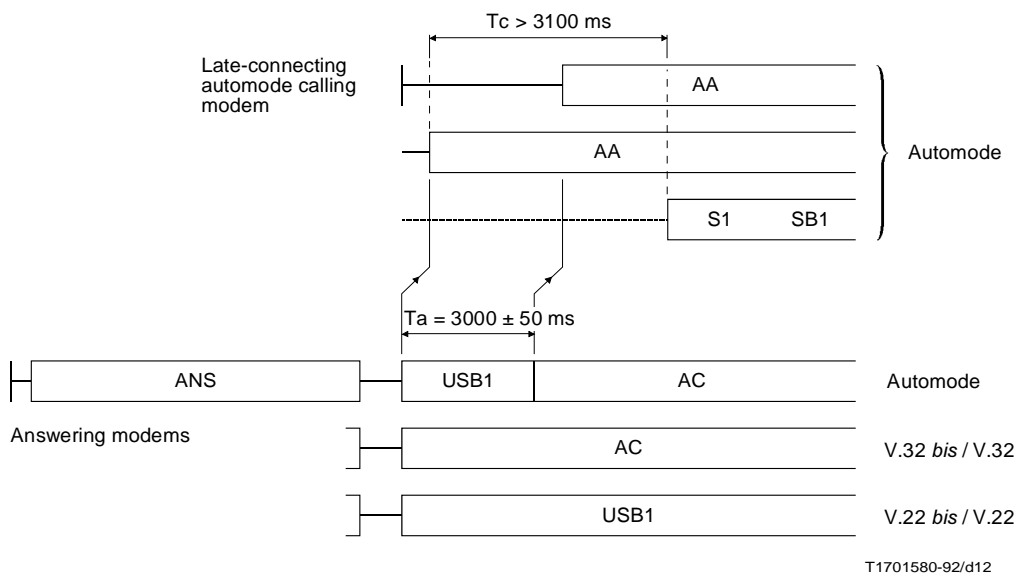 Tc > 3100 ms
Late-connecting
automode calling
modem
AA
AA
Automode
S1 SB1
Ta = 3000 ± 50 ms
ANS USB1 AC Automode
Answering modems
AC V.32 bis / V.32
USB1 V.22 bis / V.22
T1701580-92/d12